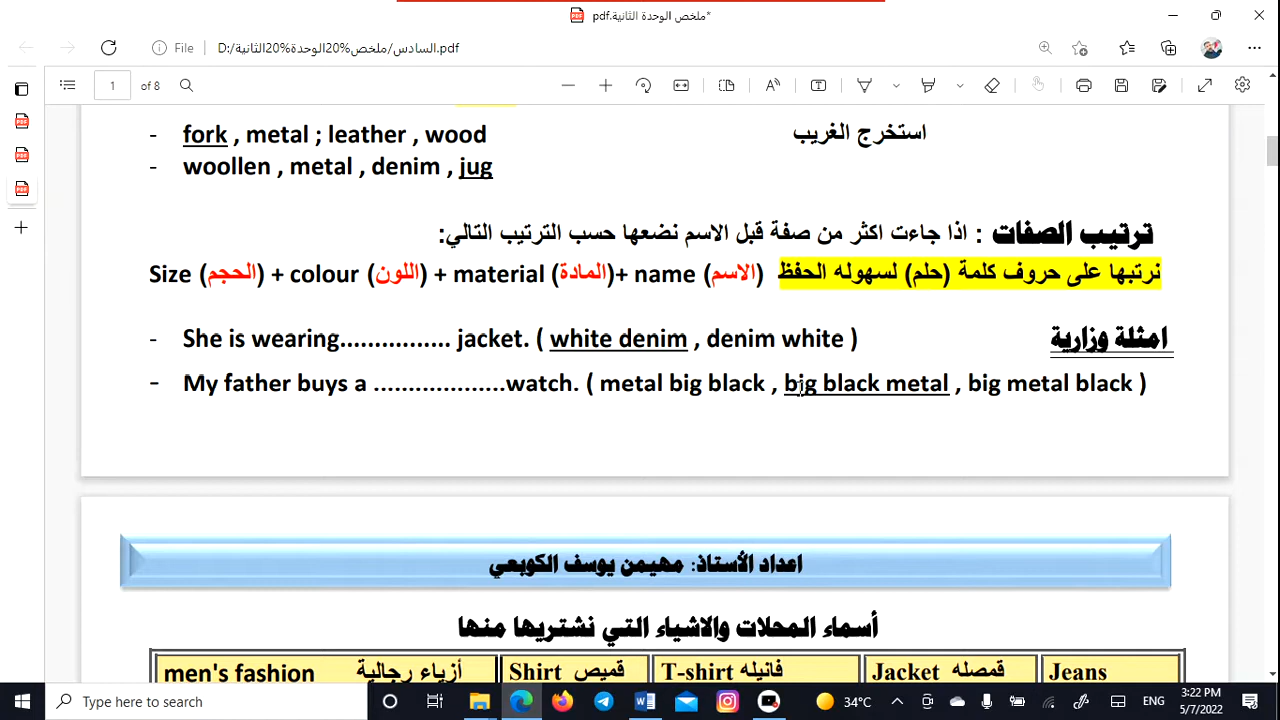 ملخص الوحدة الثانية.pdf*
File D:/السادس/ملخص%20الوحدة%20الثانية.pdf
1 of 8
- fork , metal ; leather , wood استخرج الغريب
- woollen , metal , denim , jug
ترتيب الصفات : اذا جاءت اكثر من صفة قبل الاسم نضعها حسب الترتيب التالي:
Size (الحجم) + colour (اللون) + material (المادة)+ name (الاسم) نرتبها على حروف كلمة (حلم) لسهوله الحفظ
- She is wearing................ jacket. ( white denim , denim white ) امثلة وزارية
- My father buys a ....................watch. ( metal big black , big black metal , big metal black )
اعداد الأستاذ: مهيمن يوسف الكوبعي
أسماء المحلات والاشياء التي نشتريها منها
men's fashion أزياء رجالية Shirt قميص T-shirt فانيله Jacket قمصله Jeans
Type here to search 34°C ENG 3:22 PM
5/7/2022